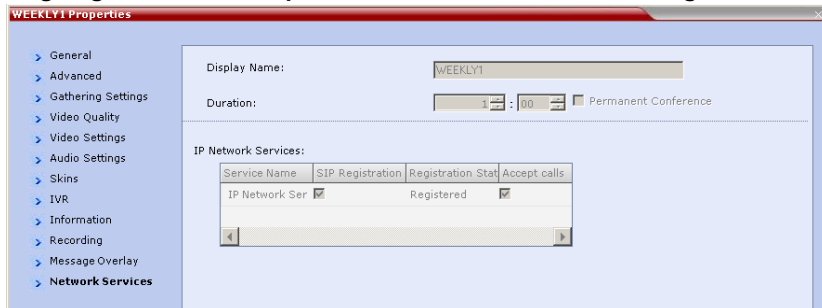 WEEKLY1 Properties
General
Advanced
Gathering Settings
Video Quality
Video Settings
Audio Settings
Skins
IVR
Information
Recording
Message Overlay
Network Services
Display Name: WEEKLY1
Duration: 1 : 00 Permanent Conference
IP Network Services:
Service Name SIP Registration Registration Stat Accept calls
IP Network Ser Registered